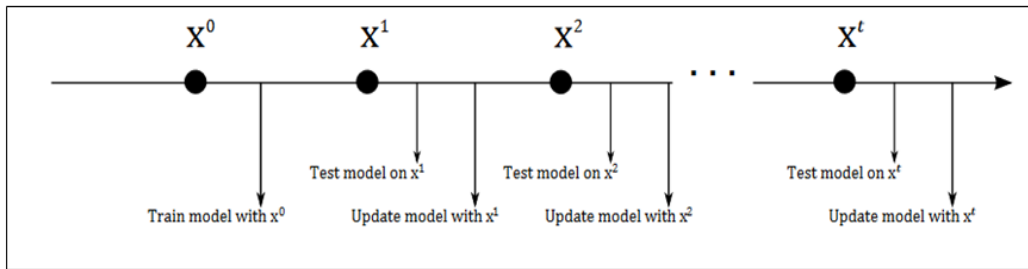 X⁰ X¹ X² . . . Xᵗ
Test model on x¹ Test model on x² Test model on xᵗ
Train model with x⁰ Update model with x¹ Update model with x² Update model with xᵗ